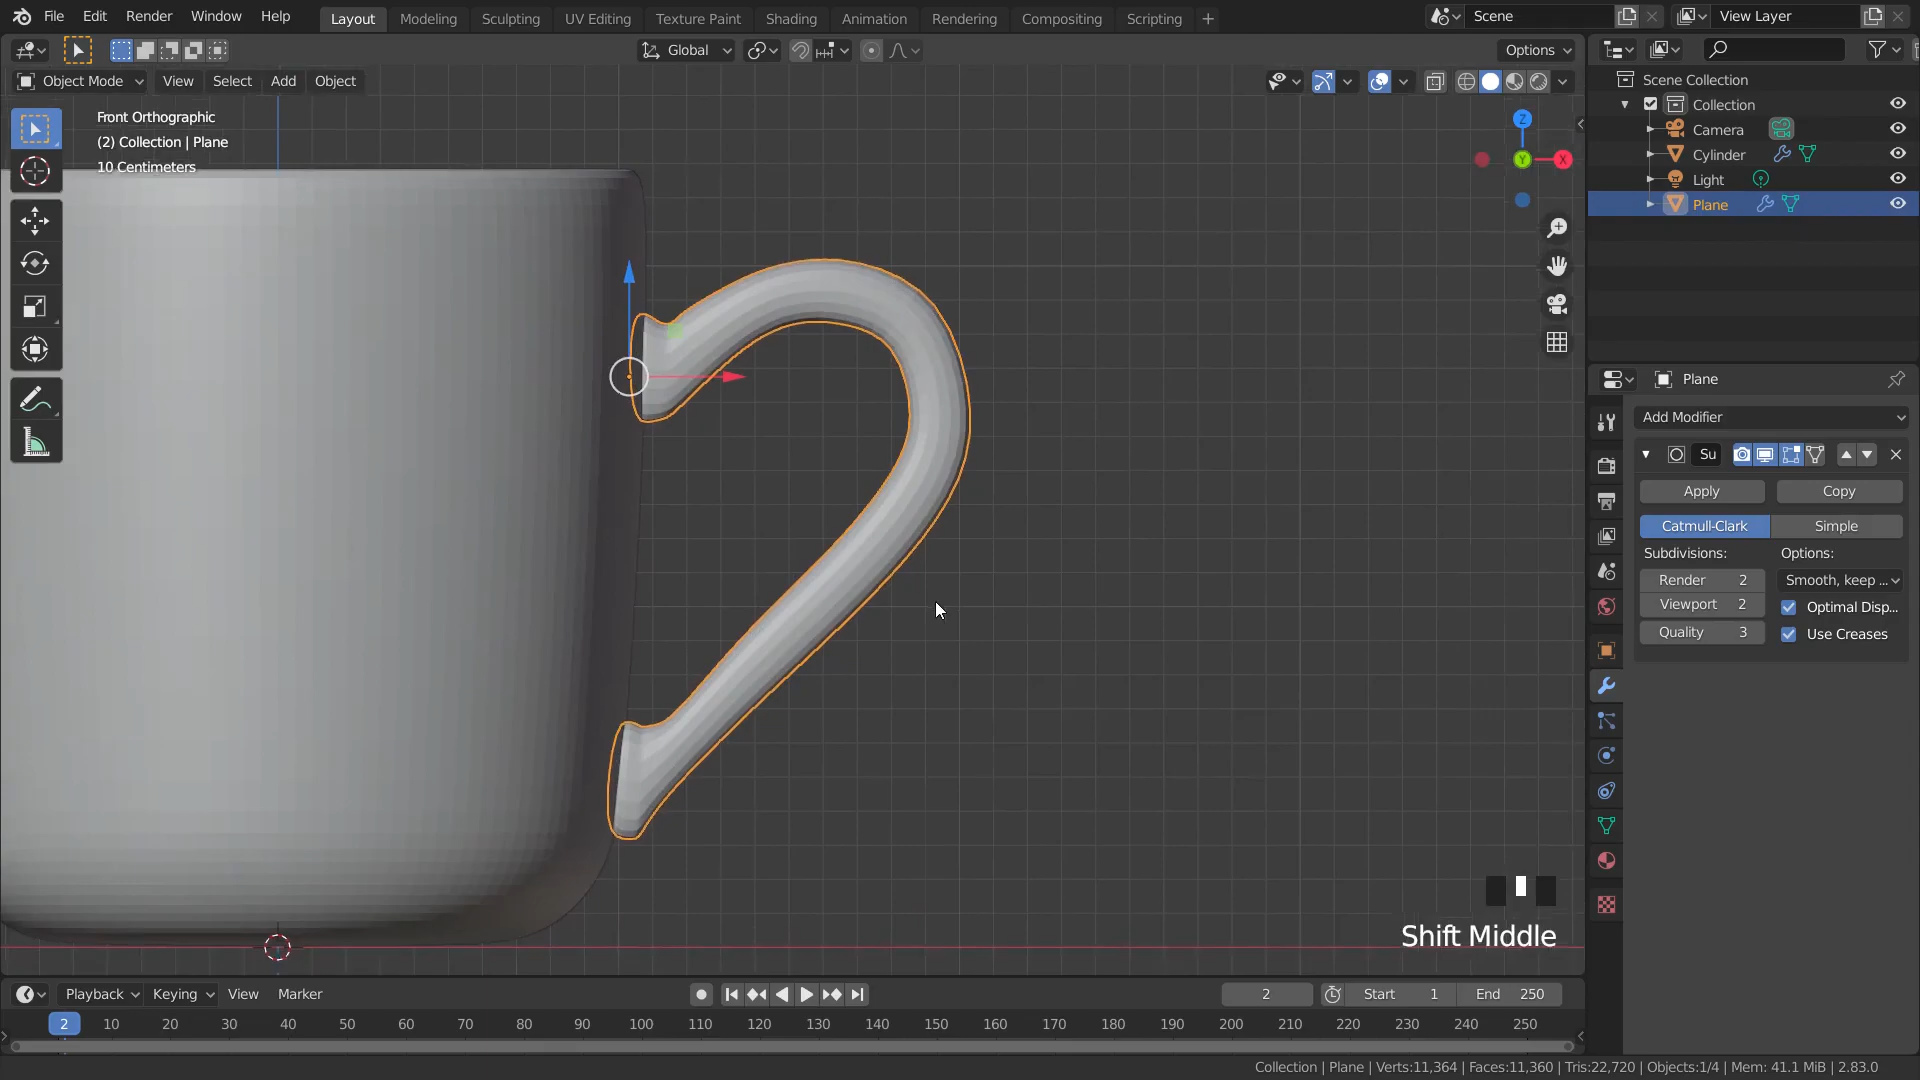 File Edit Render Window Help Layout Modeling Sculpting UV Editing Texture Paint Shading Animation Rendering Compositing Scripting + Scene View Layer
Global Options
Object Mode View Select Add Object
Front Orthographic
(2) Collection | Plane
10 Centimeters
Z
Y
X
Scene Collection
Collection
Camera
Cylinder
Light
Plane
Plane
Add Modifier
Su
Apply Copy
Catmull-Clark Simple
Subdivisions: Options:
Render 2 Smooth, keep ...
Viewport 2 Optimal Disp...
Quality 3 Use Creases
Shift Middle
Playback Keying View Marker 2 Start 1 End 250
2 10 20 30 40 50 60 70 80 90 100 110 120 130 140 150 160 170 180 190 200 210 220 230 240 250
Collection | Plane | Verts:11,364 | Faces:11,360 | Tris:22,720 | Objects:1/4 | Mem: 41.1 MiB | 2.83.0